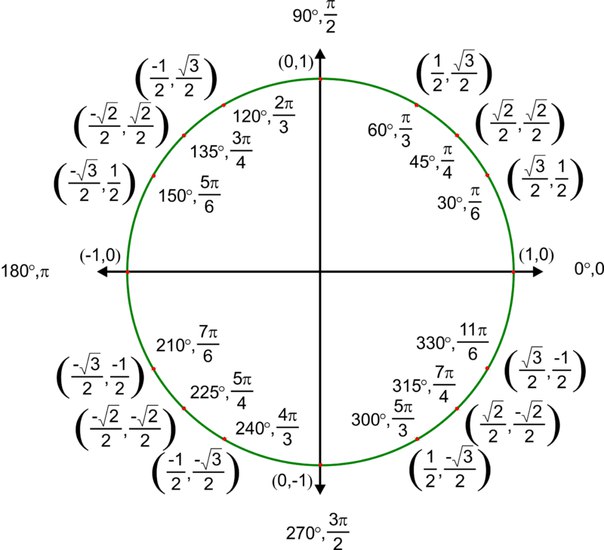 90°, π/2
(0,1)
(-1/2, √3/2)
(1/2, √3/2)
120°, 2π/3
60°, π/3
(-√2/2, √2/2)
(√2/2, √2/2)
135°, 3π/4
45°, π/4
(-√3/2, 1/2)
(√3/2, 1/2)
150°, 5π/6
30°, π/6
180°, π
(-1,0)
(1,0)
0°,0
210°, 7π/6
330°, 11π/6
(-√3/2, -1/2)
(√3/2, -1/2)
225°, 5π/4
315°, 7π/4
(-√2/2, -√2/2)
(√2/2, -√2/2)
240°, 4π/3
300°, 5π/3
(-1/2, -√3/2)
(1/2, -√3/2)
(0,-1)
270°, 3π/2